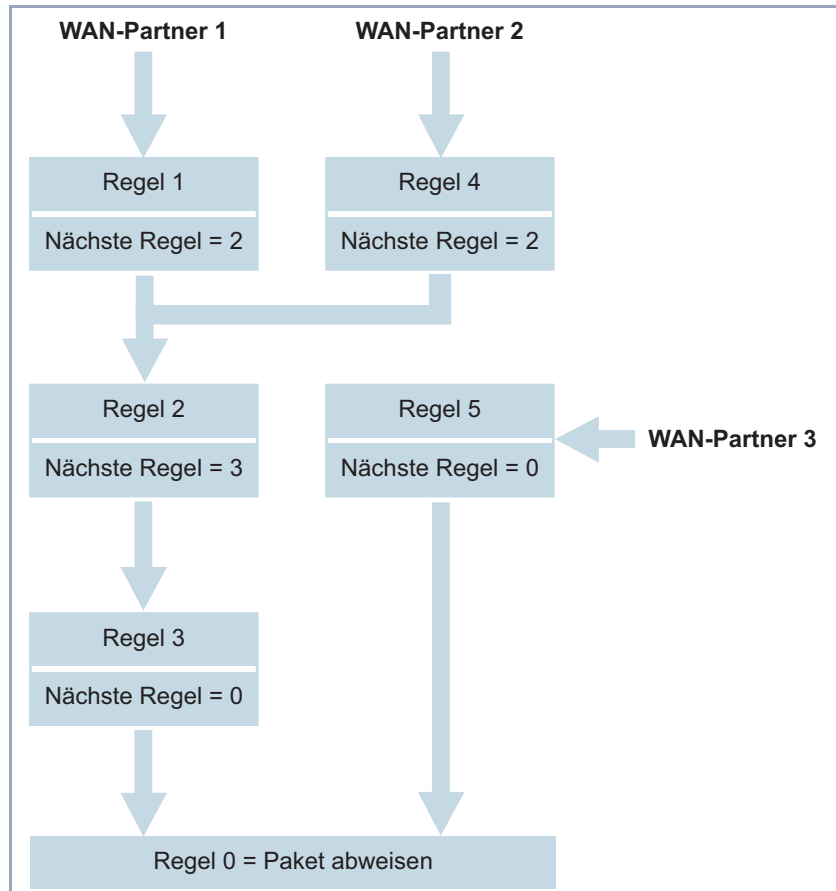 WAN-Partner 1
WAN-Partner 2
Regel 1
Nächste Regel = 2
Regel 4
Nächste Regel = 2
Regel 2
Nächste Regel = 3
Regel 5
Nächste Regel = 0
WAN-Partner 3
Regel 3
Nächste Regel = 0
Regel 0 = Paket abweisen